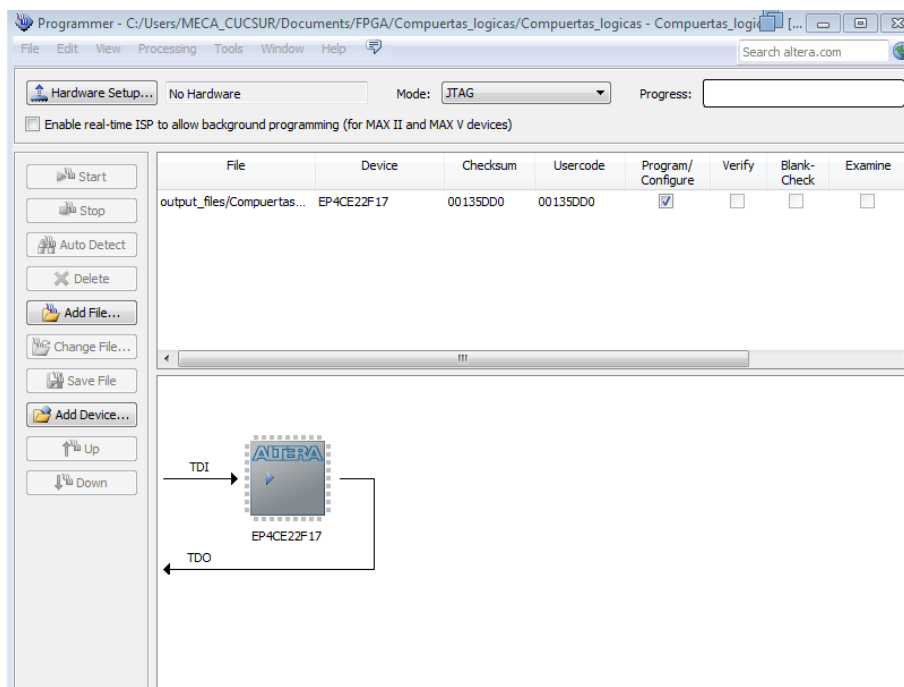 Programmer - C:/Users/MECA_CUCSUR/Documents/FPGA/Compuertas_logicas/Compuertas_logicas - Compuertas_logi [...
File Edit View Processing Tools Window Help
Search altera.com
Hardware Setup... No Hardware Mode: JTAG Progress:
Enable real-time ISP to allow background programming (for MAX II and MAX V devices)
Start
Stop
Auto Detect
Delete
Add File...
Change File...
Save File
Add Device...
Up
Down
File Device Checksum Usercode Program/ Verify Blank- Examine
Configure Check
output_files/Compuertas... EP4CE22F17 00135DD0 00135DD0
TDI
ALTERA
EP4CE22F17
TDO